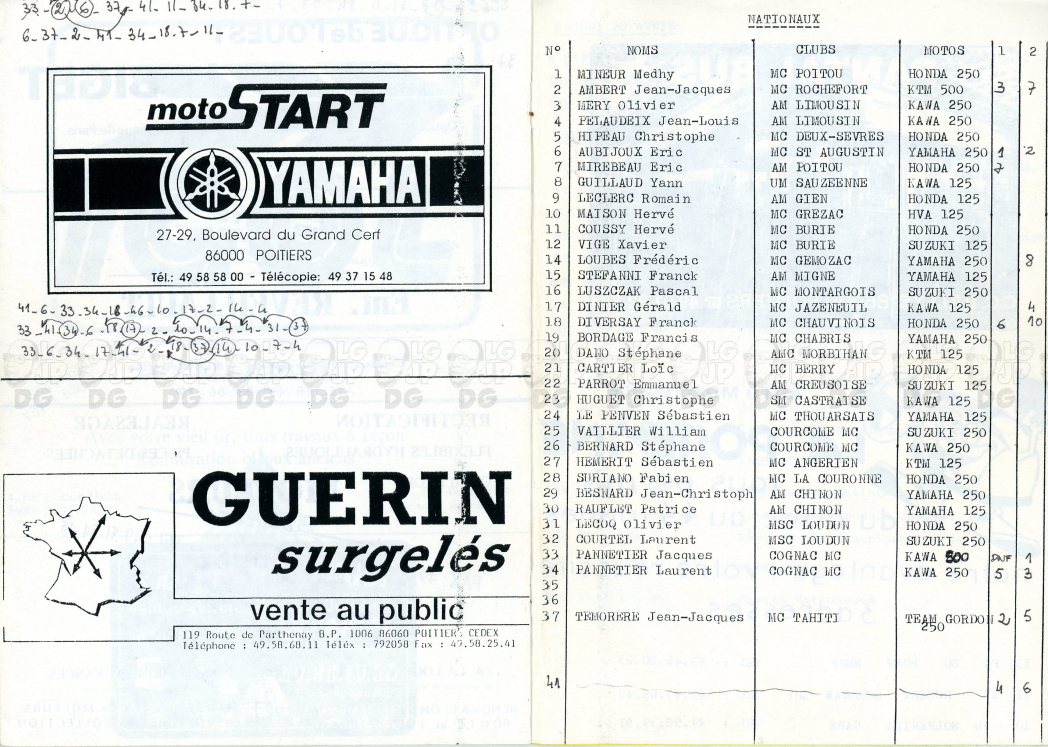 33 - 2 - 6 - 37 - 41 - 11 - 34 - 18 - 7 -
6 - 37 - 2 - 41 - 34 - 18 - 7 - 11 -
moto START
YAMAHA
27-29, Boulevard du Grand Cerf
86000 POITIERS
Tél.: 49 58 58 00 - Télécopie: 49 37 15 48
41 - 6 - 33 - 34 - 18 - 26 - 10 - 17 - 2 - 14 - 4
33 - 41 - 34 - 6 - 18 - 17 - 2 - 10 - 14 - 7 - 4 - 31 - 37
33 - 6 - 34 - 17 - 41 - 2 - 18 - 37 - 14 - 10 - 7 - 4
GUERIN
surgelés
vente au public
119 Route de Parthenay B.P. 1006 86060 POITIERS CEDEX
Téléphone : 49.58.68.11 Téléx : 792058 Fax : 49.58.25.41
NATIONAUX
N° NOMS CLUBS MOTOS 1 2
1 MINEUR Medhy MC POITOU HONDA 250
2 AMBERT Jean-Jacques MC ROCHEFORT KTM 500 3 7
3 MERY Olivier AM LIMOUSIN KAWA 250
4 PELAUDEIX Jean-Louis AM LIMOUSIN KAWA 250
5 HIPEAU Christophe MC DEUX-SEVRES HONDA 250
6 AUBIJOUX Eric MC ST AUGUSTIN YAMAHA 250 1 2
7 MIREBEAU Eric AM POITOU HONDA 250 7
8 GUILLAUD Yann UM SAUZEENNE KAWA 125
9 LECLERC Romain AM GIEN HONDA 125
10 MAISON Hervé MC GREZAC HVA 125
11 COUSSY Hervé MC BURIE HONDA 250
12 VIGE Xavier MC BURIE SUZUKI 125
14 LOUBES Frédéric MC GEMOZAC YAMAHA 250 8
15 STEFANNI Franck AM MIGNE YAMAHA 125
16 LUSZCZAK Pascal MC MONTARGOIS SUZUKI 250
17 DINIER Gérald MC JAZENEUIL KAWA 125 4
18 DIVERSAY Franck MC CHAUVINOIS HONDA 250 6 10
19 BORDAGE Francis MC CHABRIS YAMAHA 250
20 DANO Stéphane AMC MORBIHAN KTM 125
21 CARTIER Loïc MC BERRY HONDA 125
22 PARROT Emmanuel AM CREUSOISE SUZUKI 125
23 HUGUET Christophe SM CASTRAISE KAWA 125
24 LE PENVEN Sébastien MC THOUARSAIS YAMAHA 125
25 VAILLIER William COURCOME MC SUZUKI 250
26 BERNARD Stéphane COURCOME MC KAWA 250
27 HEMERIT Sébastien MC ANGERIEN KTM 125
28 SURIANO Fabien MC LA COURONNE HONDA 250
29 BESNARD Jean-Christoph AM CHINON YAMAHA 250
30 RAUFLET Patrice AM CHINON YAMAHA 125
31 LECOQ Olivier MSC LOUDUN HONDA 250
32 COURTEL Laurent MSC LOUDUN SUZUKI 250
33 PANNETIER Jacques COGNAC MC KAWA 500 DNF 1
34 PANNETIER Laurent COGNAC MC KAWA 250 5 3
35
36
37 TEMORERE Jean-Jacques MC TAHITI TEAM GORDON 2 5
250
41 4 6